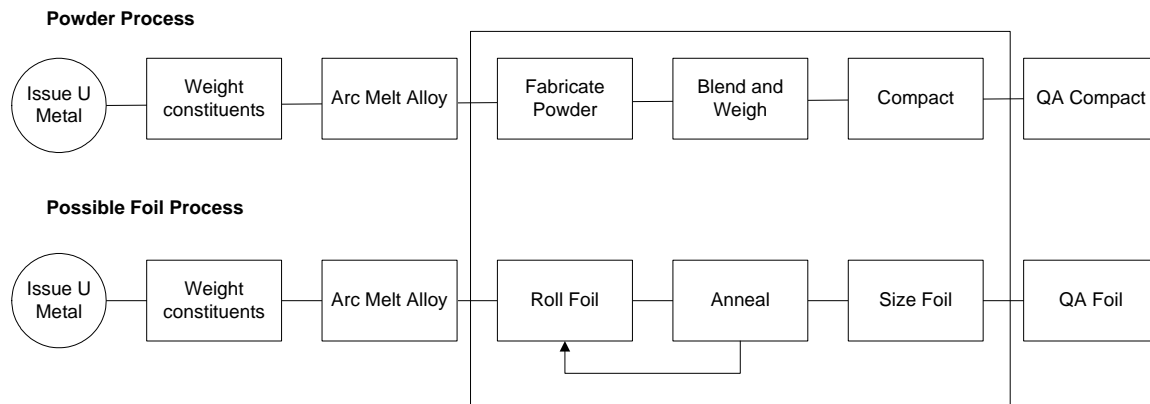 Powder Process
Issue U
Metal
Weight
constituents
Arc Melt Alloy
Fabricate
Powder
Blend and
Weigh
Compact
QA Compact
Possible Foil Process
Issue U
Metal
Weight
constituents
Arc Melt Alloy
Roll Foil
Anneal
Size Foil
QA Foil